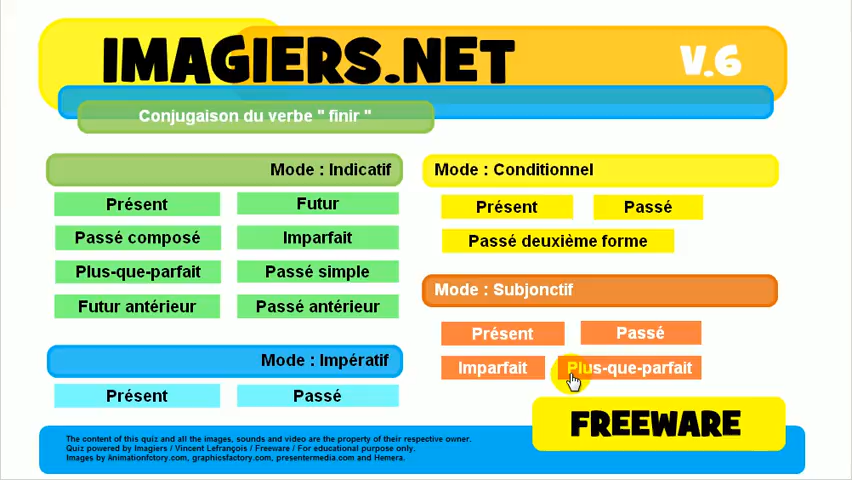 IMAGIERS.NET
V.6
Conjugaison du verbe " finir "
Mode : Indicatif
Présent
Futur
Passé composé
Imparfait
Plus-que-parfait
Passé simple
Futur antérieur
Passé antérieur
Mode : Impératif
Présent
Passé
Mode : Conditionnel
Présent
Passé
Passé deuxième forme
Mode : Subjonctif
Présent
Passé
Imparfait
Plus-que-parfait
FREEWARE
The content of this quiz and all the images, sounds and video are the property of their respective owner.
Quiz powered by Imagiers / Vincent Lefrançois / Freeware / For educational purpose only.
Images by Animationfctory.com, graphicsfactory.com, presentermedia.com and Hemera.